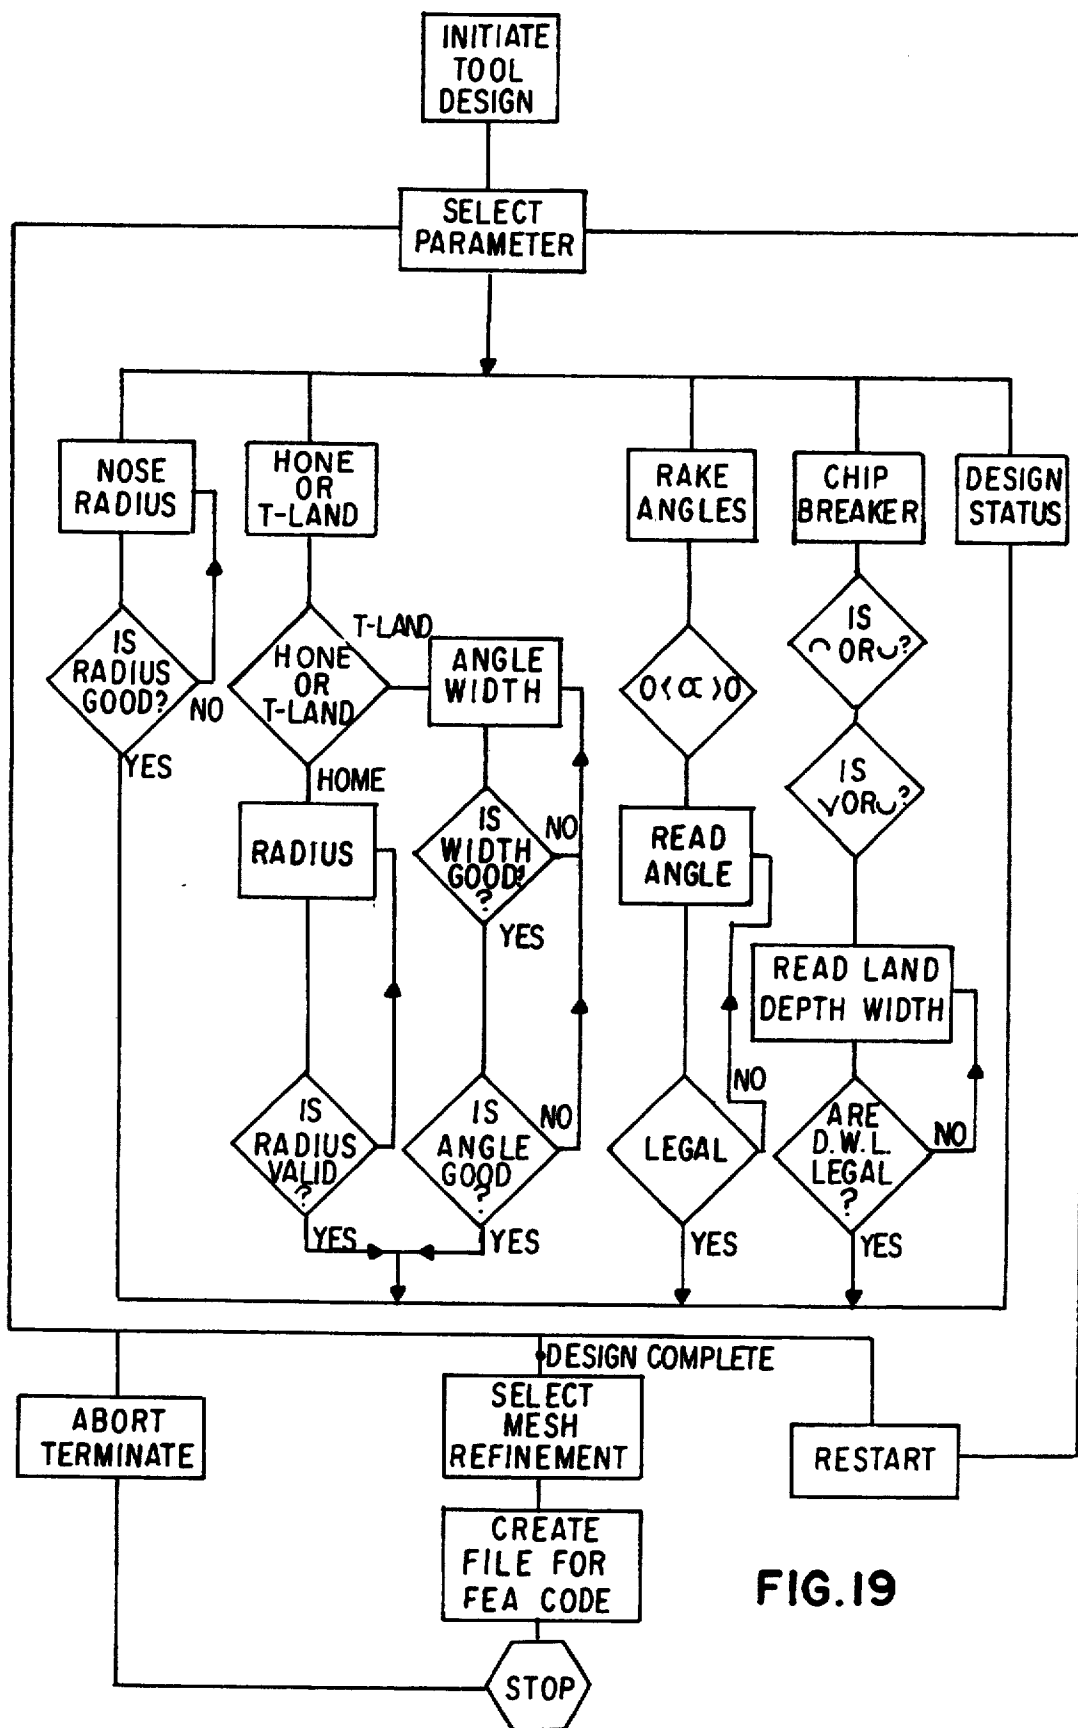 INITIATE
TOOL
DESIGN
SELECT
PARAMETER
NOSE
RADIUS
HONE
OR
T-LAND
RAKE
ANGLES
CHIP
BREAKER
DESIGN
STATUS
IS
RADIUS
GOOD?
NO
YES
HONE
OR
T-LAND
T-LAND
HOME
ANGLE
WIDTH
O<α>O
IS
◠ OR ◡?
IS
∨OR◡?
RADIUS
IS
WIDTH
GOOD!
?
NO
YES
READ
ANGLE
READ LAND
DEPTH WIDTH
IS
RADIUS
VALID
?
YES
IS
ANGLE
GOOD
?
NO
YES
LEGAL
NO
YES
ARE
D.W.L.
LEGAL
?
NO
YES
DESIGN COMPLETE
ABORT
TERMINATE
SELECT
MESH
REFINEMENT
RESTART
CREATE
FILE FOR
FEA CODE
STOP
FIG.19